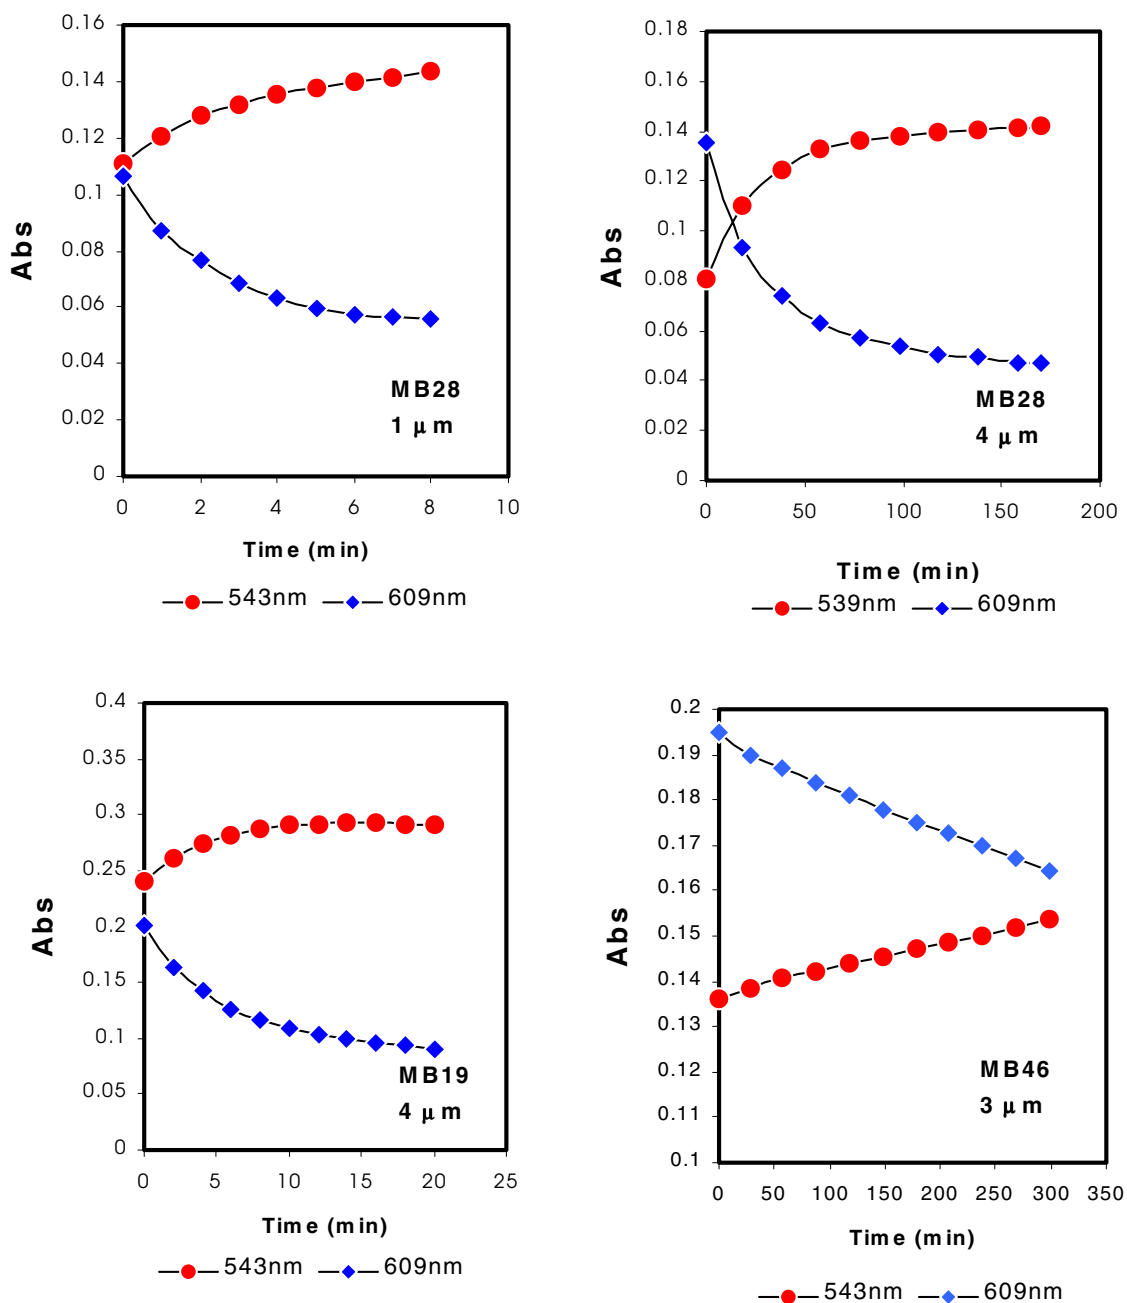 0.16
0.14
0.12
0.1
0.08
0.06
0.04
0.02
0
Abs
MB28
1 μm
0 2 4 6 8 10
Time (min)
543nm 609nm
0.18
0.16
0.14
0.12
0.1
0.08
0.06
0.04
0.02
0
Abs
MB28
4 μm
0 50 100 150 200
Time (min)
539nm 609nm
0.4
0.35
0.3
0.25
0.2
0.15
0.1
0.05
0
Abs
MB19
4 μm
0 5 10 15 20 25
Time (min)
543nm 609nm
0.2
0.19
0.18
0.17
0.16
0.15
0.14
0.13
0.12
0.11
0.1
Abs
MB46
3 μm
0 50 100 150 200 250 300 350
Time (min)
543nm 609nm